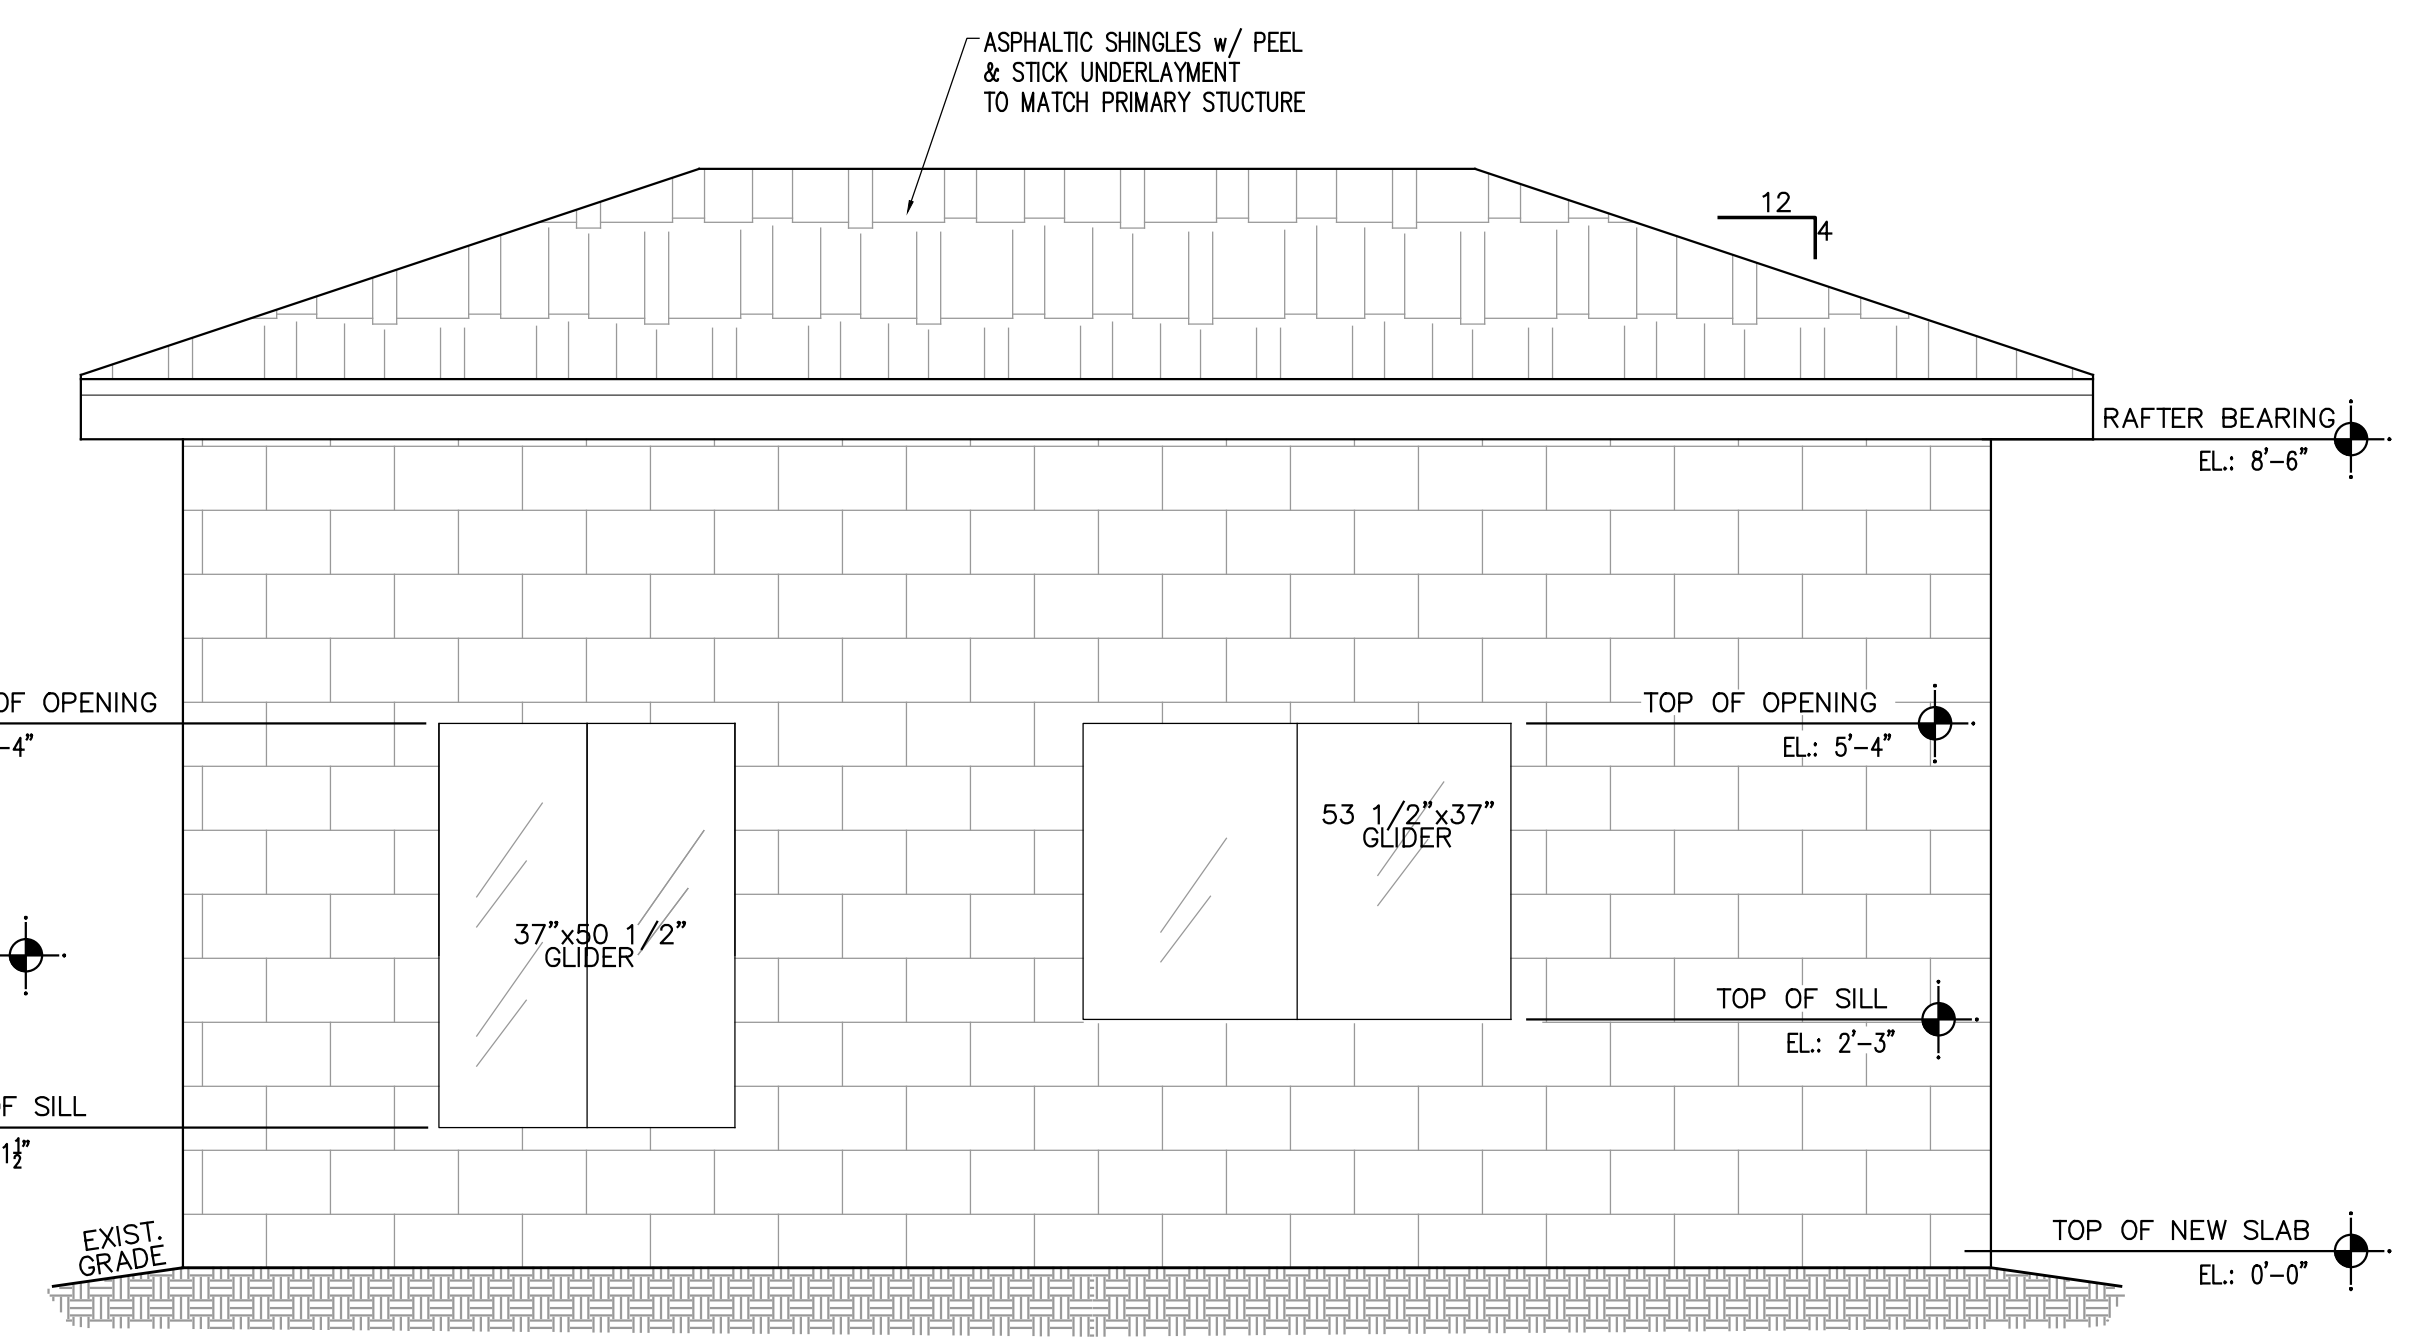 ASPHALTIC SHINGLES w/ PEEL
& STICK UNDERLAYMENT
TO MATCH PRIMARY STUCTURE
12
4
RAFTER BEARING
EL.: 8'-6"
OF OPENING
-4"
TOP OF OPENING
EL.: 5'-4"
53 1/2"x37"
GLIDER
37"x50 1/2"
GLIDER
TOP OF SILL
EL.: 2'-3"
F SILL
1½"
EXIST.
GRADE
TOP OF NEW SLAB
EL.: 0'-0"